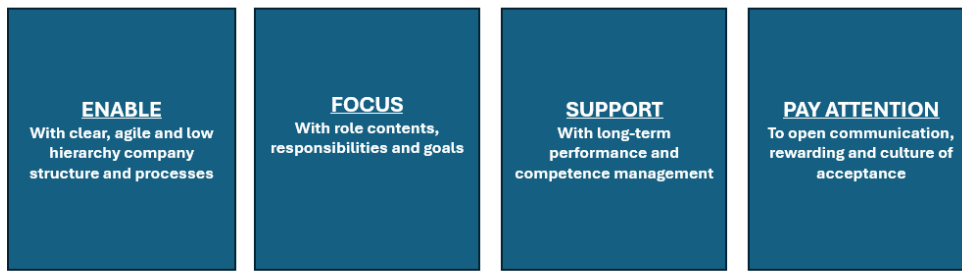 ENABLE
With clear, agile and low
hierarchy company
structure and processes
FOCUS
With role contents,
responsibilities and goals
SUPPORT
With long-term
performance and
competence management
PAY ATTENTION
To open communication,
rewarding and culture of
acceptance